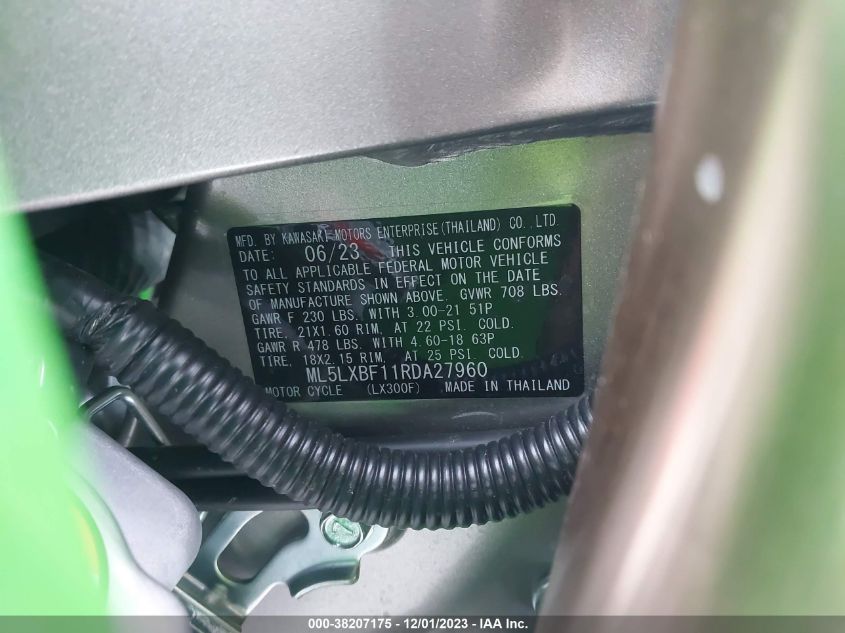 MFD. BY KAWASAKI MOTORS ENTERPRISE(THAILAND) CO.,LTD.
DATE: 06/23 THIS VEHICLE CONFORMS
TO ALL APPLICABLE FEDERAL MOTOR VEHICLE
SAFETY STANDARDS IN EFFECT ON THE DATE
OF MANUFACTURE SHOWN ABOVE. GVWR 708 LBS.
GAWR F 230 LBS. WITH 3.00-21 51P
TIRE, 21X1.60 RIM, AT 22 PSI. COLD.
GAWR R 478 LBS. WITH 4.60-18 63P
TIRE, 18X2.15 RIM, AT 25 PSI. COLD.
ML5LXBF11RDA27960
MOTOR CYCLE (LX300F) MADE IN THAILAND
000-38207175 - 12/01/2023 - IAA Inc.